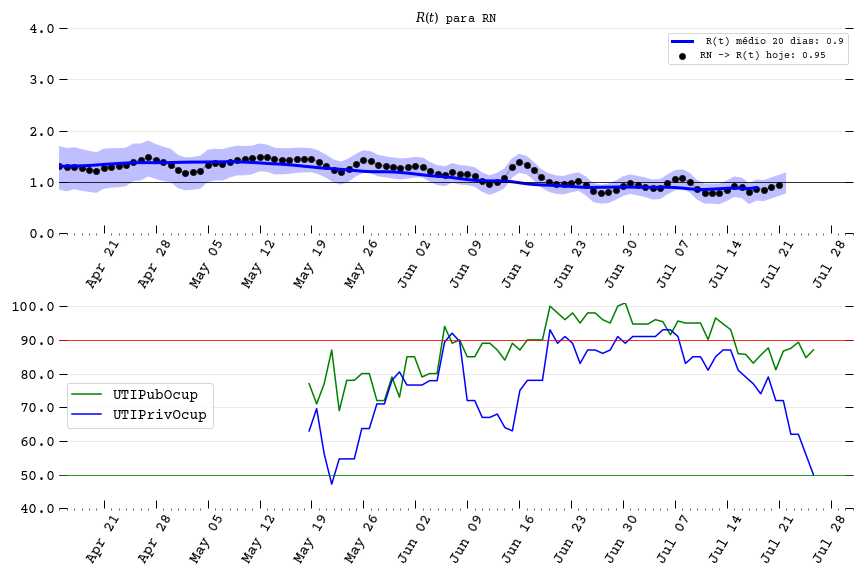 R(t) para RN
4.0
R(t) médio 20 dias: 0.9
RN -> R(t) hoje: 0.95
3.0
2.0
1.0
0.0
Apr 21
Apr 28
May 05
May 12
May 19
May 26
Jun 02
Jun 09
Jun 16
Jun 23
Jun 30
Jul 07
Jul 14
Jul 21
Jul 28
100.0
90.0
80.0
UTIPubOcup
UTIPrivOcup
70.0
60.0
50.0
40.0
Apr 21
Apr 28
May 05
May 12
May 19
May 26
Jun 02
Jun 09
Jun 16
Jun 23
Jun 30
Jul 07
Jul 14
Jul 21
Jul 28